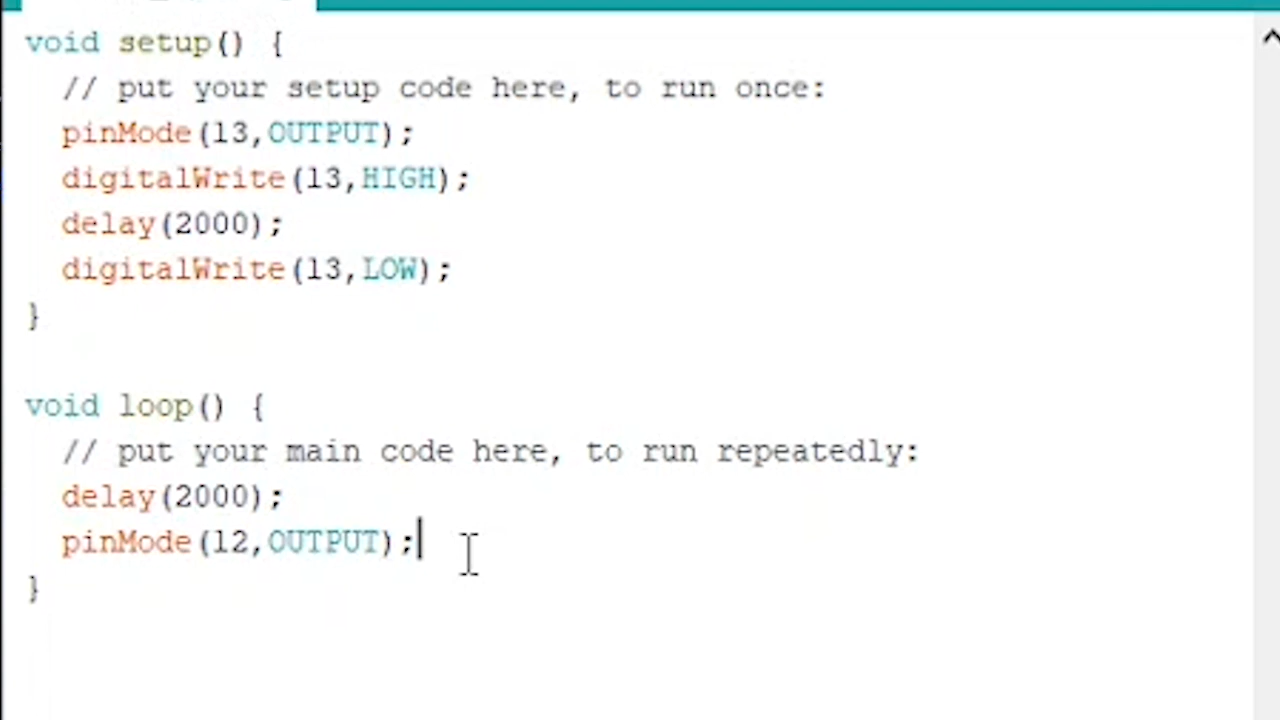 void setup() {
// put your setup code here, to run once:
pinMode(13,OUTPUT);
digitalWrite(13,HIGH);
delay(2000);
digitalWrite(13,LOW);
}
void loop() {
// put your main code here, to run repeatedly:
delay(2000);
pinMode(12,OUTPUT);
}